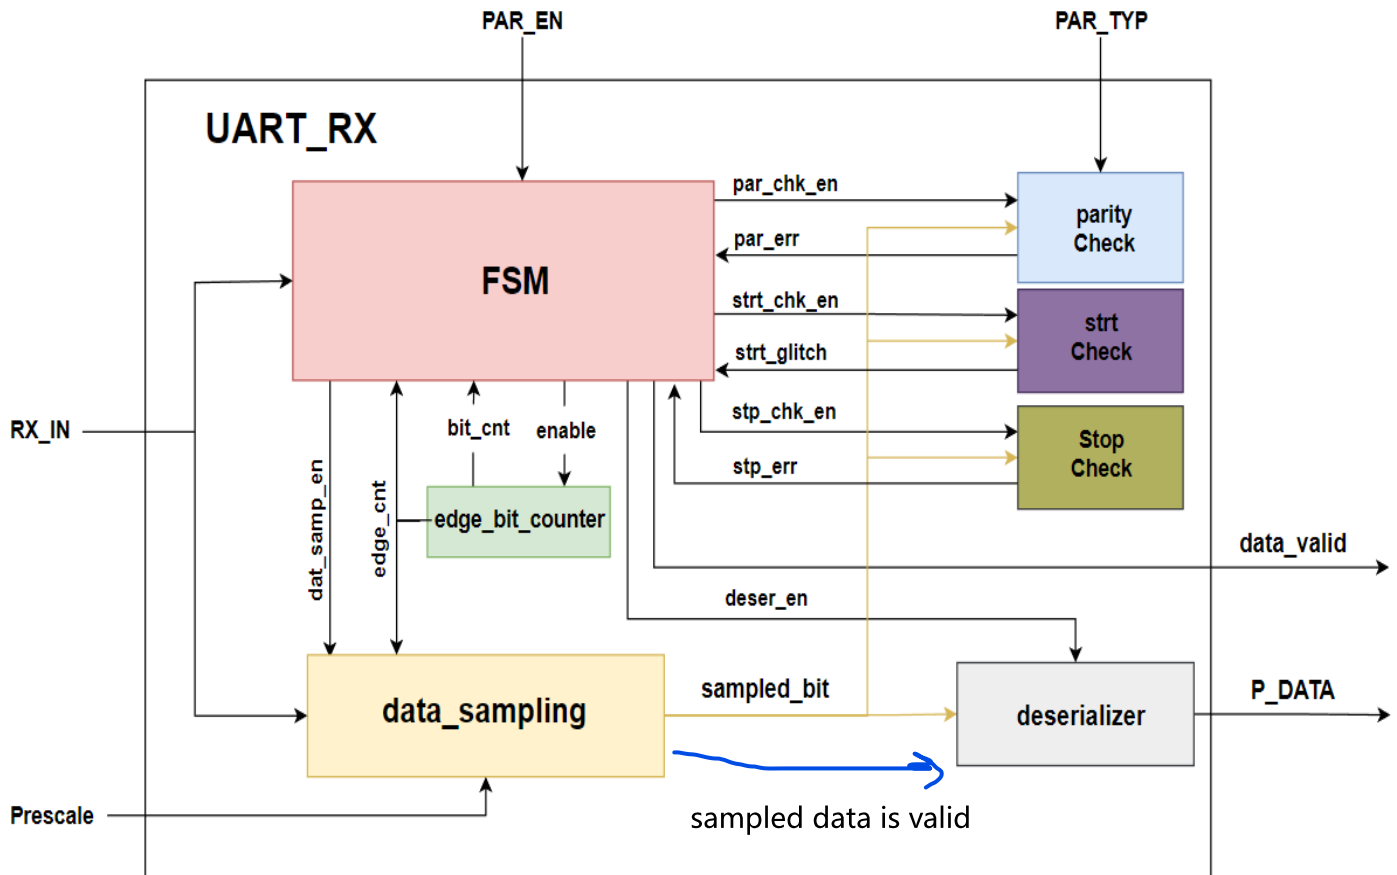 PAR_EN
PAR_TYP
UART_RX
FSM
par_chk_en
par_err
parity
Check
strt_chk_en
strt_glitch
strt
Check
RX_IN
bit_cnt
enable
stp_chk_en
stp_err
Stop
Check
dat_samp_en
edge_cnt
edge_bit_counter
data_valid
deser_en
data_sampling
sampled_bit
deserializer
P_DATA
Prescale
sampled data is valid